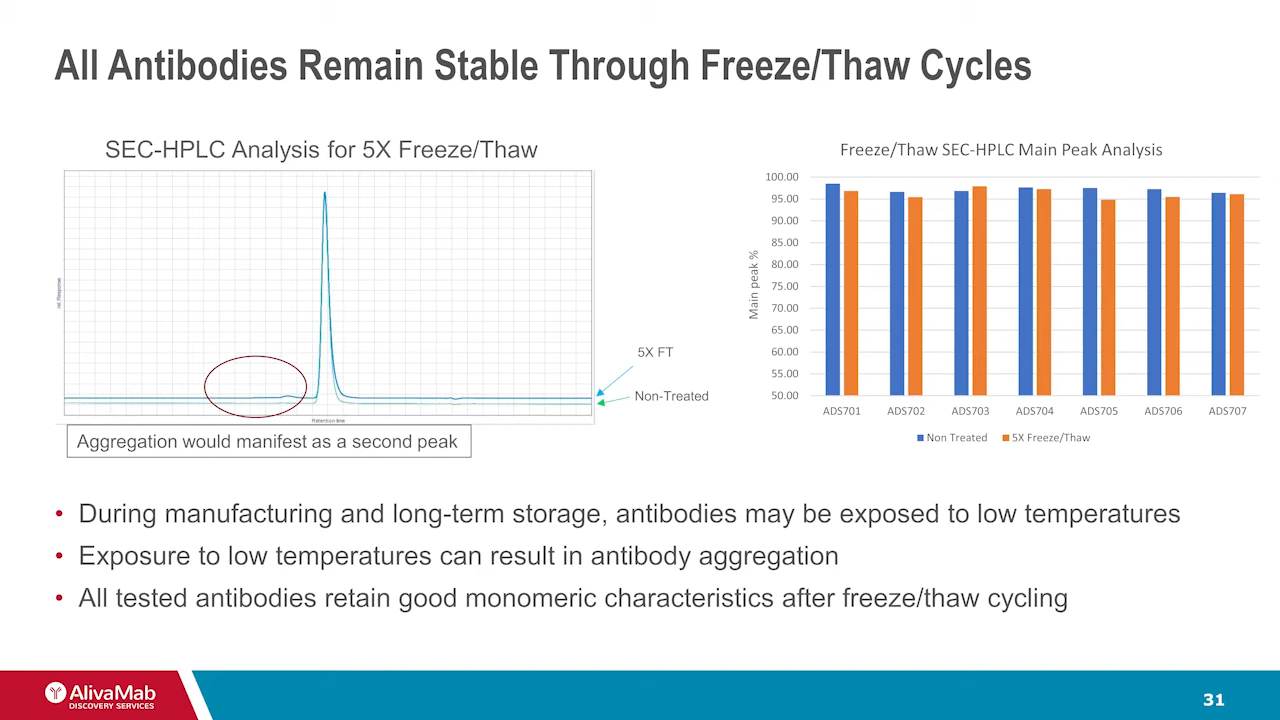 All Antibodies Remain Stable Through Freeze/Thaw Cycles
SEC-HPLC Analysis for 5X Freeze/Thaw
rel. Response
Retention time
5X FT
Non-Treated
Aggregation would manifest as a second peak
Freeze/Thaw SEC-HPLC Main Peak Analysis
Main peak %
100.00
95.00
90.00
85.00
80.00
75.00
70.00
65.00
60.00
55.00
50.00
ADS701 ADS702 ADS703 ADS704 ADS705 ADS706 ADS707
Non Treated 5X Freeze/Thaw
• During manufacturing and long-term storage, antibodies may be exposed to low temperatures
• Exposure to low temperatures can result in antibody aggregation
• All tested antibodies retain good monomeric characteristics after freeze/thaw cycling
AlivaMab
DISCOVERY SERVICES
31